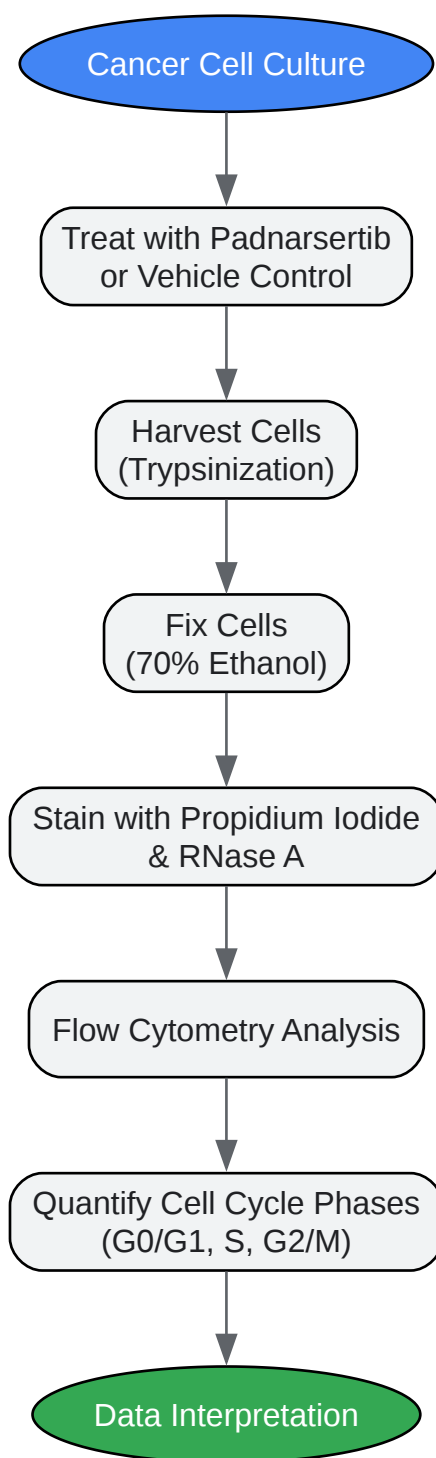 Cancer Cell Culture
Treat with Padnarsertib
or Vehicle Control
Harvest Cells
(Trypsinization)
Fix Cells
(70% Ethanol)
Stain with Propidium Iodide
& RNase A
Flow Cytometry Analysis
Quantify Cell Cycle Phases
(G0/G1, S, G2/M)
Data Interpretation